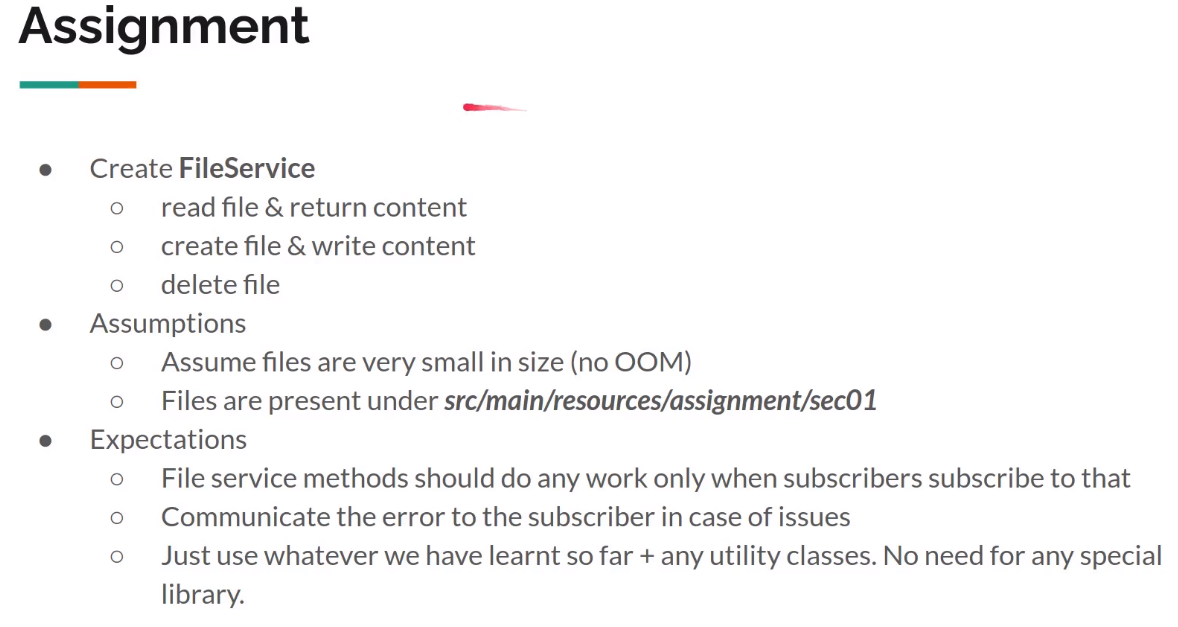 Assignment
● Create FileService
○ read file & return content
○ create file & write content
○ delete file
● Assumptions
○ Assume files are very small in size (no OOM)
○ Files are present under src/main/resources/assignment/sec01
● Expectations
○ File service methods should do any work only when subscribers subscribe to that
○ Communicate the error to the subscriber in case of issues
○ Just use whatever we have learnt so far + any utility classes. No need for any special
library.